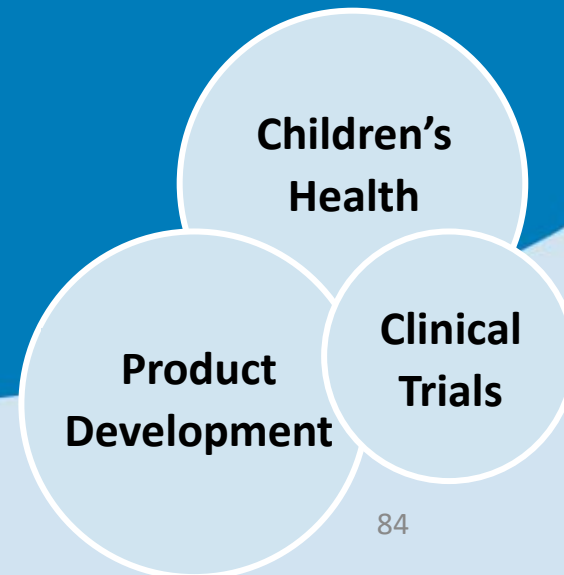 Children’s
Health
Clinical
Trials
Product
Development
84